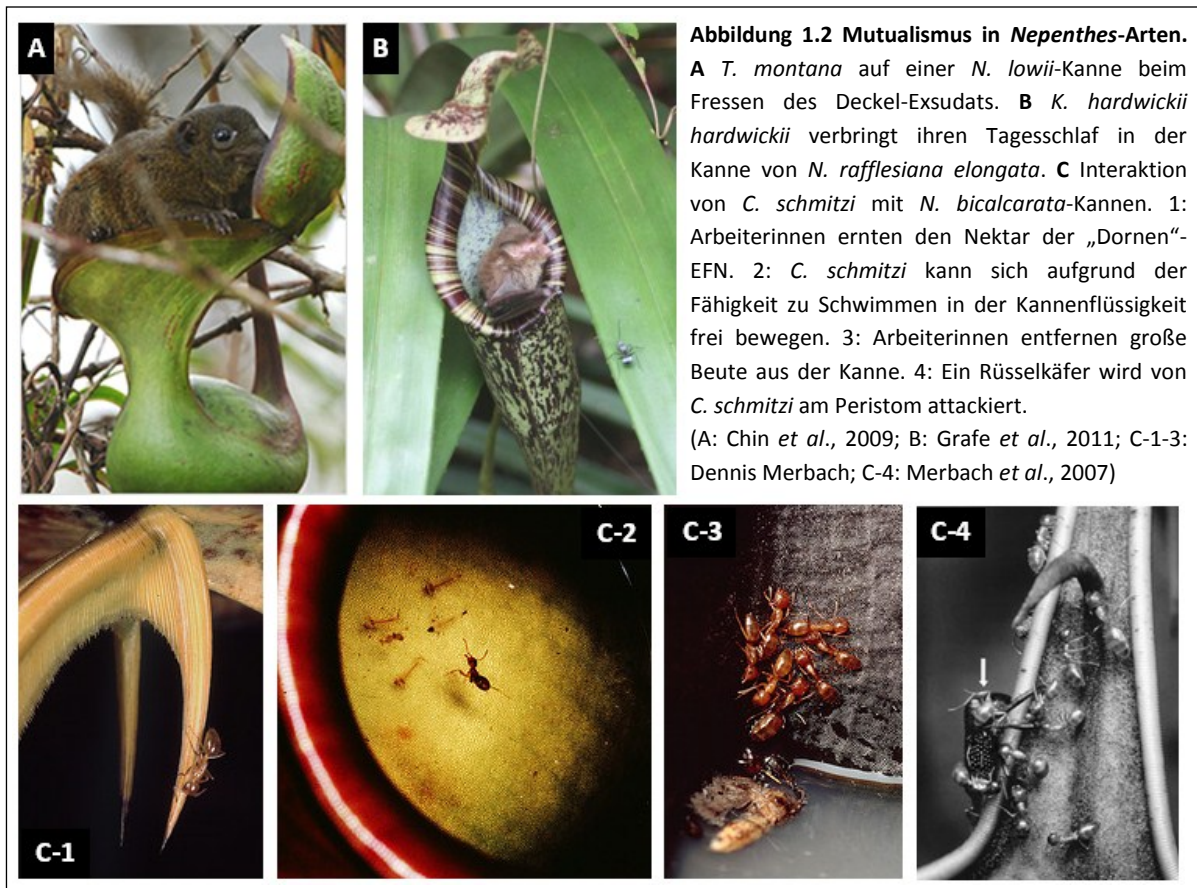 A
B
Abbildung 1.2 Mutualismus in Nepenthes-Arten.
A T. montana auf einer N. lowii-Kanne beim
Fressen des Deckel-Exsudats. B K. hardwickii
hardwickii verbringt ihren Tagesschlaf in der
Kanne von N. rafflesiana elongata. C Interaktion
von C. schmitzi mit N. bicalcarata-Kannen. 1:
Arbeiterinnen ernten den Nektar der „Dornen“-
EFN. 2: C. schmitzi kann sich aufgrund der
Fähigkeit zu Schwimmen in der Kannenflüssigkeit
frei bewegen. 3: Arbeiterinnen entfernen große
Beute aus der Kanne. 4: Ein Rüsselkäfer wird von
C. schmitzi am Peristom attackiert.
(A: Chin et al., 2009; B: Grafe et al., 2011; C-1-3:
Dennis Merbach; C-4: Merbach et al., 2007)
C-1
C-2
C-3
C-4